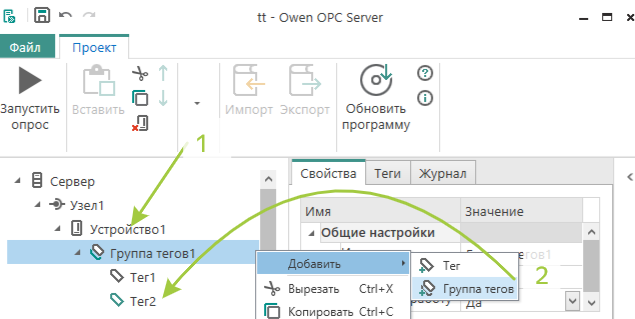 tt - Owen OPC Server
Файл
Проект
Запустить
опрос
Вставить
Импорт
Экспорт
Обновить
программу
1
Сервер
Узел1
Устройство1
Группа тегов1
Тег1
Тег2
Свойства
Теги
Журнал
Имя
Значение
Общие настройки
Добавить
Вырезать Ctrl+X
Копировать Ctrl+C
Тег
Группа тегов
2
Да